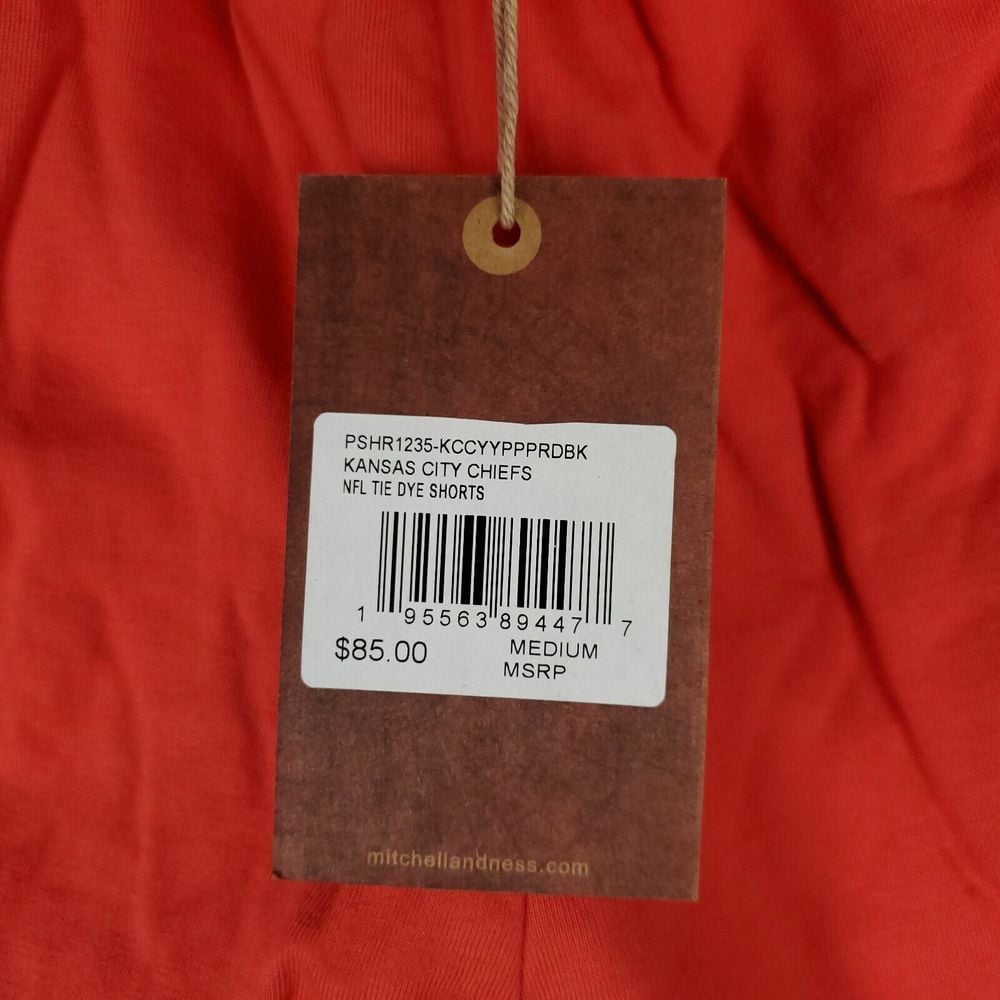 PSHR1235-KCCYYPPPRDBK
KANSAS CITY CHIEFS
NFL TIE DYE SHORTS
1 95563 89447 7
$85.00 MEDIUM
MSRP
mitchellandness.com